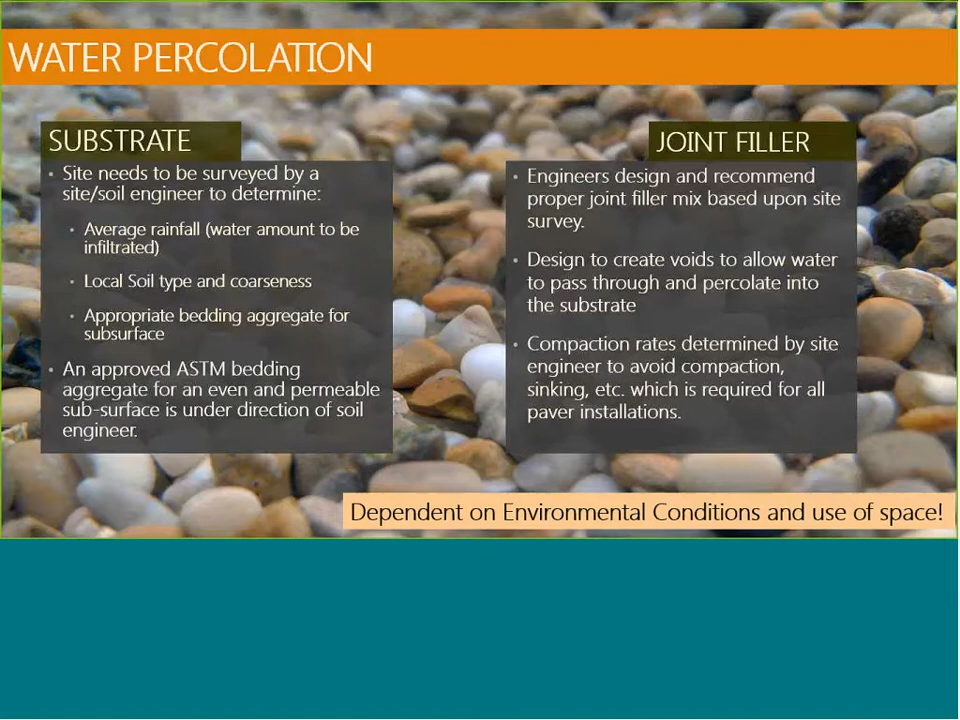 WATER PERCOLATION
SUBSTRATE
• Site needs to be surveyed by a
site/soil engineer to determine:
• Average rainfall (water amount to be
infiltrated)
• Local Soil type and coarseness
• Appropriate bedding aggregate for
subsurface
• An approved ASTM bedding
aggregate for an even and permeable
sub-surface is under direction of soil
engineer.
JOINT FILLER
• Engineers design and recommend
proper joint filler mix based upon site
survey.
• Design to create voids to allow water
to pass through and percolate into
the substrate
• Compaction rates determined by site
engineer to avoid compaction,
sinking, etc. which is required for all
paver installations.
Dependent on Environmental Conditions and use of space!